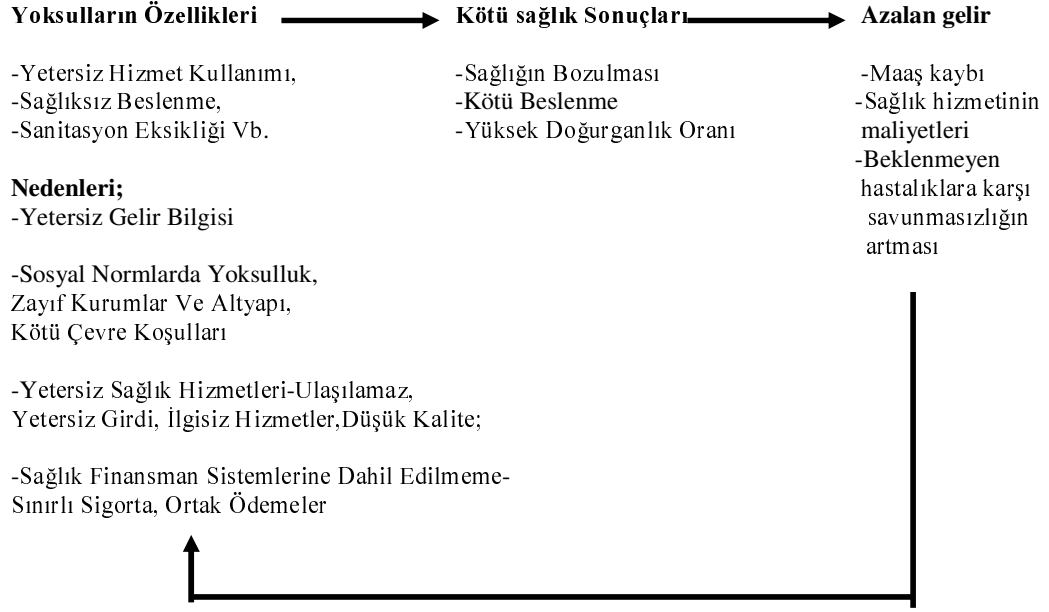 Yoksulların Özellikleri
-Yetersiz Hizmet Kullanımı,
-Sağlıksız Beslenme,
-Sanitasyon Eksikliği Vb.
Nedenleri;
-Yetersiz Gelir Bilgisi
-Sosyal Normlarda Yoksulluk,
Zayıf Kurumlar Ve Altyapı,
Kötü Çevre Koşulları
-Yetersiz Sağlık Hizmetleri-Ulaşılamaz,
Yetersiz Girdi, İlgisiz Hizmetler,Düşük Kalite;
-Sağlık Finansman Sistemlerine Dahil Edilmeme-
Sınırlı Sigorta, Ortak Ödemeler
Kötü sağlık Sonuçları
-Sağlığın Bozulması
-Kötü Beslenme
-Yüksek Doğurganlık Oranı
Azalan gelir
-Maaş kaybı
-Sağlık hizmetinin
maliyetleri
-Beklenmeyen
hastalıklara karşı
savunmasızlığın
artması